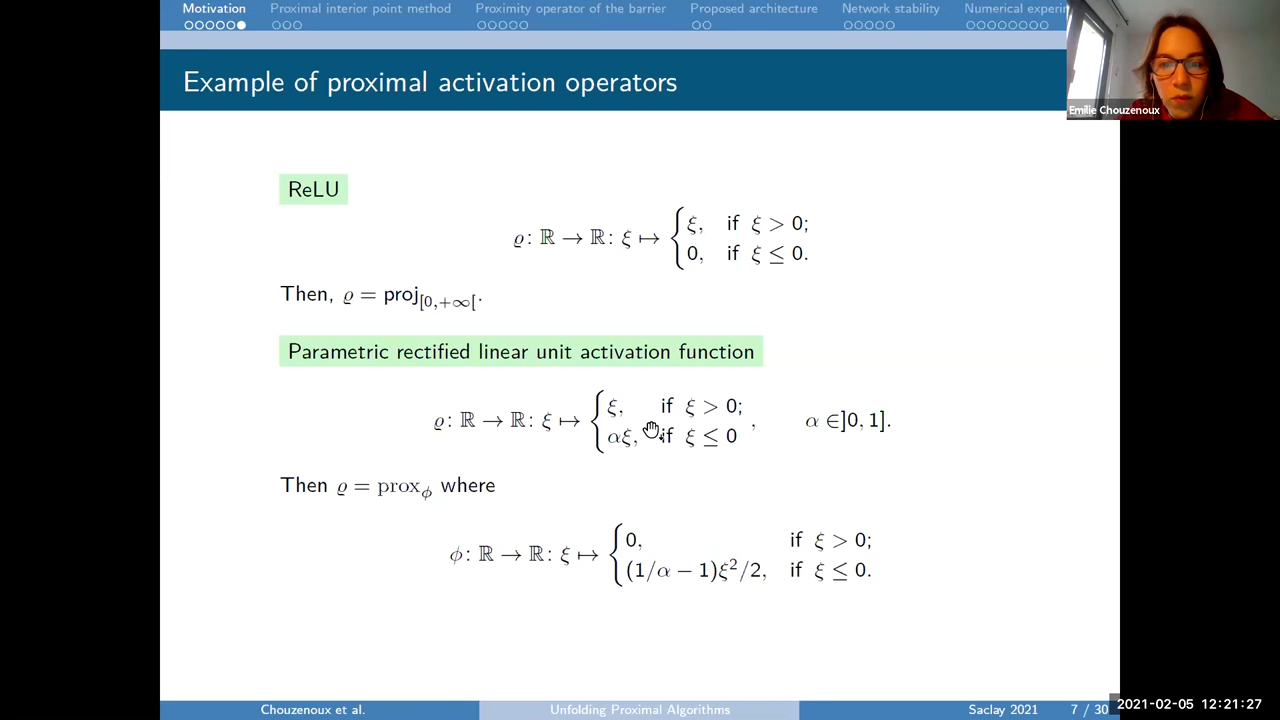 Motivation Proximal interior point method Proximity operator of the barrier Proposed architecture Network stability Numerical experim
Example of proximal activation operators
Emilie Chouzenoux
ReLU
ϱ: ℝ → ℝ: ξ ↦ { ξ, if ξ > 0;
0, if ξ ≤ 0.
Then, ϱ = proj_[0,+∞[.
Parametric rectified linear unit activation function
ϱ: ℝ → ℝ: ξ ↦ { ξ, if ξ > 0;
αξ, if ξ ≤ 0 , α ∈]0, 1].
Then ϱ = prox_ϕ where
ϕ: ℝ → ℝ: ξ ↦ { 0, if ξ > 0;
(1/α − 1)ξ²/2, if ξ ≤ 0.
Chouzenoux et al. Unfolding Proximal Algorithms Saclay 2021 7 / 30
2021-02-05 12:21:27